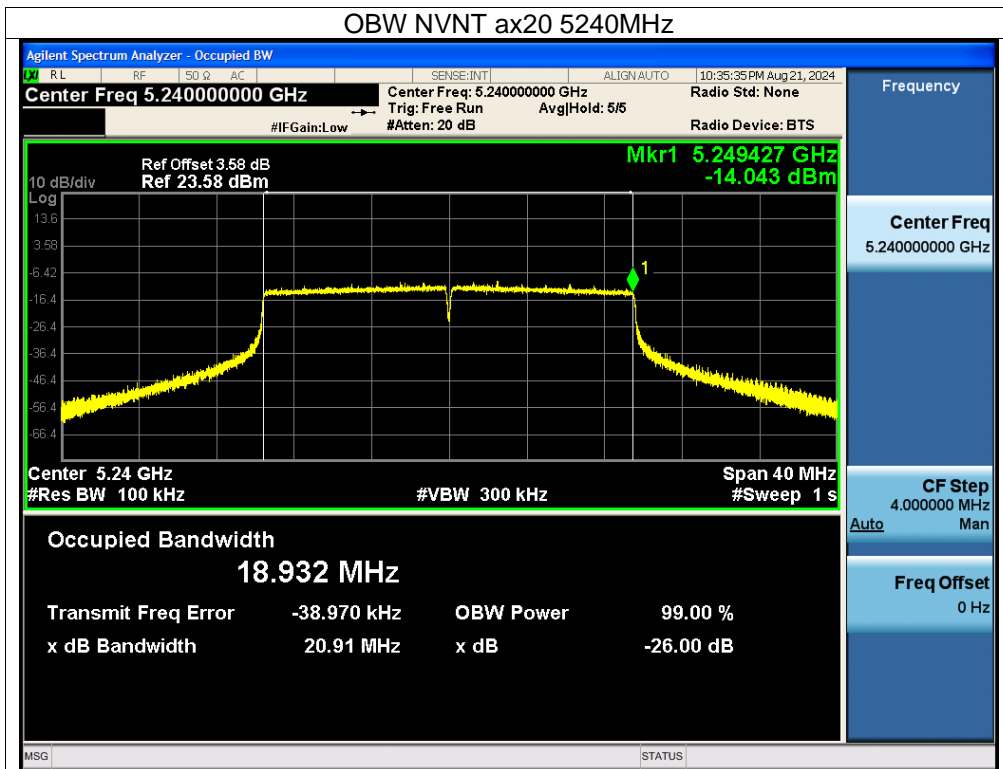 OBW NVNT ax20 5240MHz
Agilent Spectrum Analyzer - Occupied BW
LXI RL RF 50 Ω AC SENSE:INT ALIGN AUTO 10:35:35 PM Aug 21, 2024
Center Freq 5.240000000 GHz Center Freq: 5.240000000 GHz Radio Std: None
Trig: Free Run Avg|Hold: 5/5
#IFGain:Low #Atten: 20 dB Radio Device: BTS
Ref Offset 3.58 dB Mkr1 5.249427 GHz
10 dB/div Ref 23.58 dBm -14.043 dBm
Log
13.6
3.58
-6.42
1
-16.4
-26.4
-36.4
-46.4
-56.4
-66.4
Center 5.24 GHz Span 40 MHz
#Res BW 100 kHz #VBW 300 kHz #Sweep 1 s
Occupied Bandwidth
18.932 MHz
Transmit Freq Error -38.970 kHz OBW Power 99.00 %
x dB Bandwidth 20.91 MHz x dB -26.00 dB
MSG STATUS
Frequency
Center Freq
5.240000000 GHz
CF Step
4.000000 MHz
Auto Man
Freq Offset
0 Hz